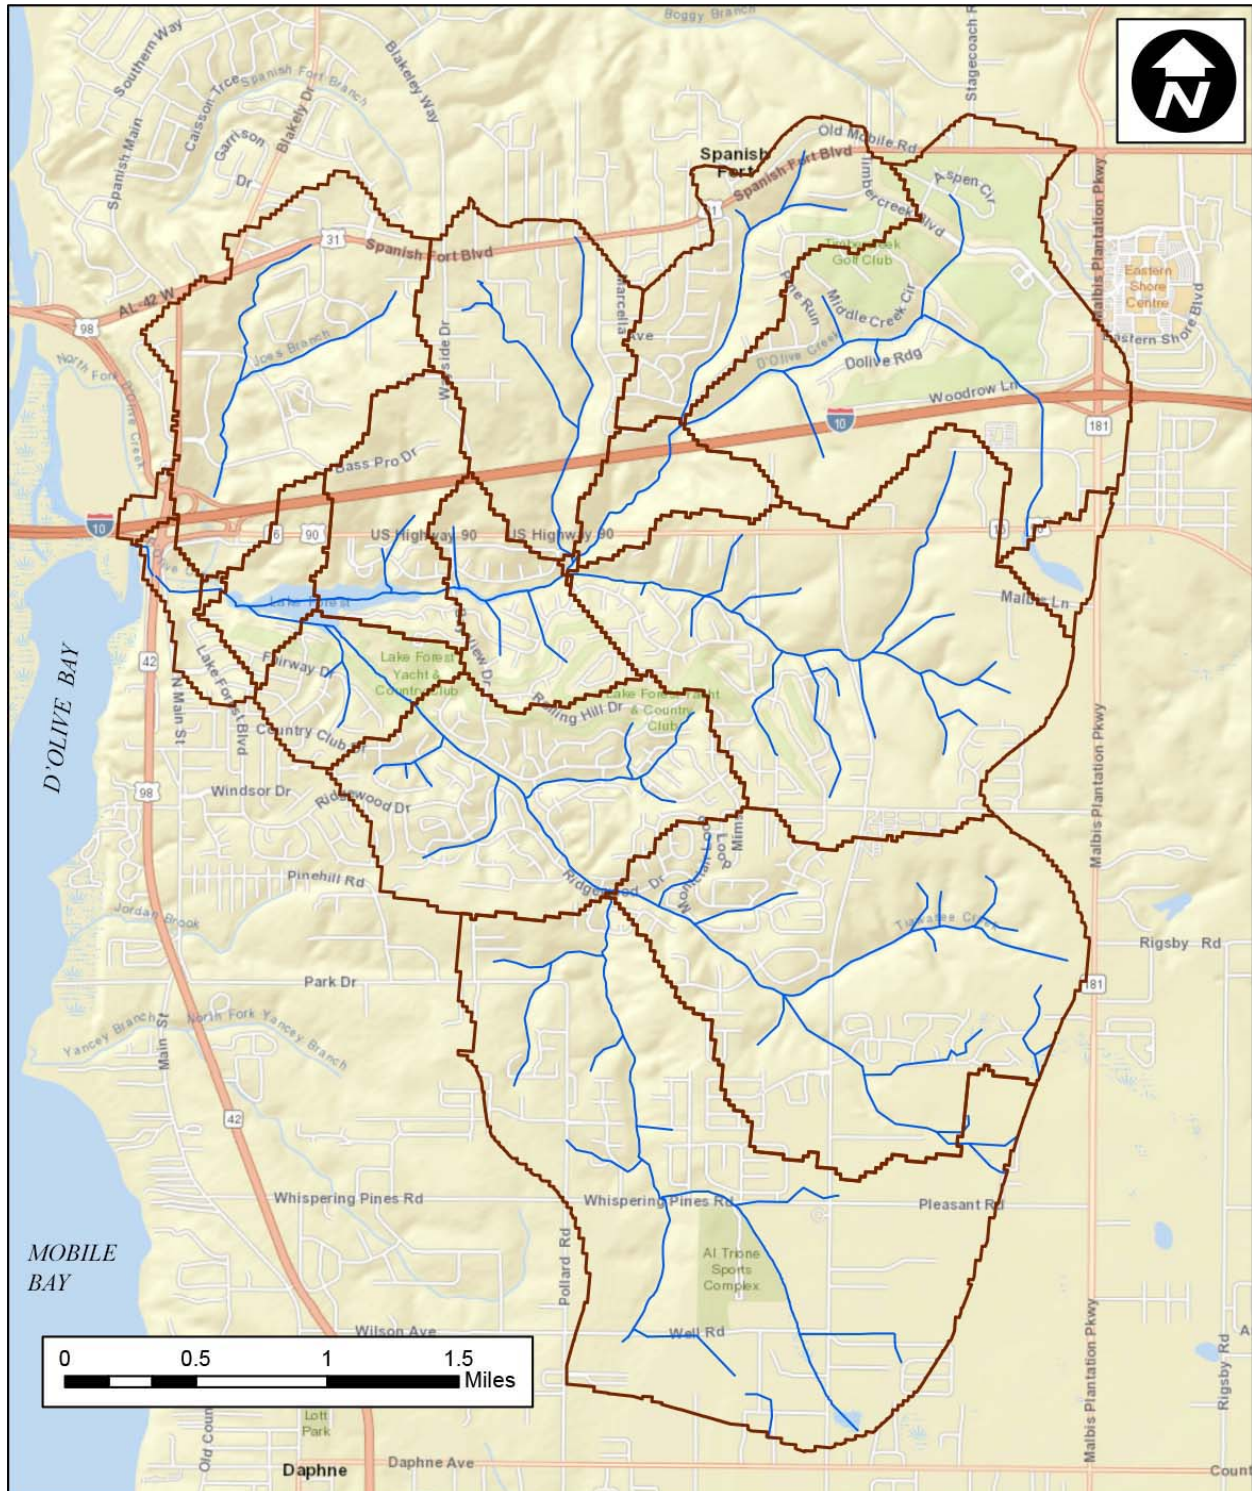 Boggy Branch
Stagecoach R
N
Southern Way
Spanish Main
Caisson Trce
Spanish Fort Branch
Blakeley Way
Garrison
Dr
Blakely Dr
Old Mobile Rd
Spanish
Fort
Spanish Fort Blvd
Timbercreek Blvd
Aspen Cir
Malbis Plantation Pkwy
31
Spanish Fort Blvd
Golf Club
Eastern
Shore
Centre
AL-42 W
98
Marcella
Ave
Middle Creek Cir
Eastern Shore Blvd
Joes Branch
D'Olive Creek
Dolive Rdg
North Fork D'Olive Creek
Woodrow Ln
10
181
Bass Pro Dr
10
90
US Highway 90
US Highway 90
Lake Forest
Malbis Ln
42
N Main St
Lake Forest Blvd
Fairway Dr
Lake Forest
Yacht &
Country Club
Rolling Hill Dr
Lake Forest Yacht
& Country
Club
D'OLIVE BAY
Country Club Dr
Malbis Plantation Pkwy
98
Windsor Dr
Ridgewood Dr
Mimi
Loop
Pinehill Rd
Ridgewood Dr
Jordan Brook
Tiawasee Creek
Rigsby Rd
Park Dr
181
Yancey Branch
Main St
North Fork Yancey Branch
42
Whispering Pines Rd
Whispering Pines Rd
Pleasant Rd
MOBILE
BAY
Pollard Rd
Al Trione
Sports
Complex
Wilson Ave
Well Rd
Malbis Plantation Pkwy
Rigsby Rd
0 0.5 1 1.5
Miles
Lott
Park
Old Coun
Daphne
Daphne Ave
Count